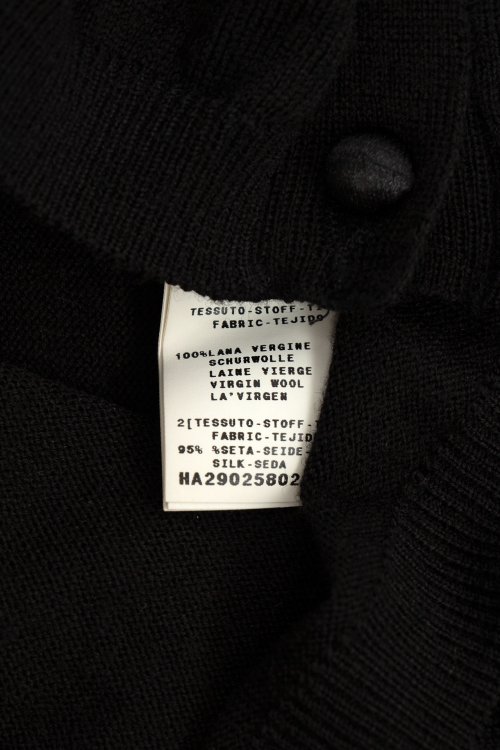 TESSUTO-STOFF-TI
FABRIC-TEJIDO
100%LANA VERGINE
SCHURWOLLE
LAINE VIERGE
VIRGIN WOOL
LA'VIRGEN
2[TESSUTO-STOFF-
FABRIC-TEJID
95% %SETA-SEIDE-
SILK-SEDA
HA29025802